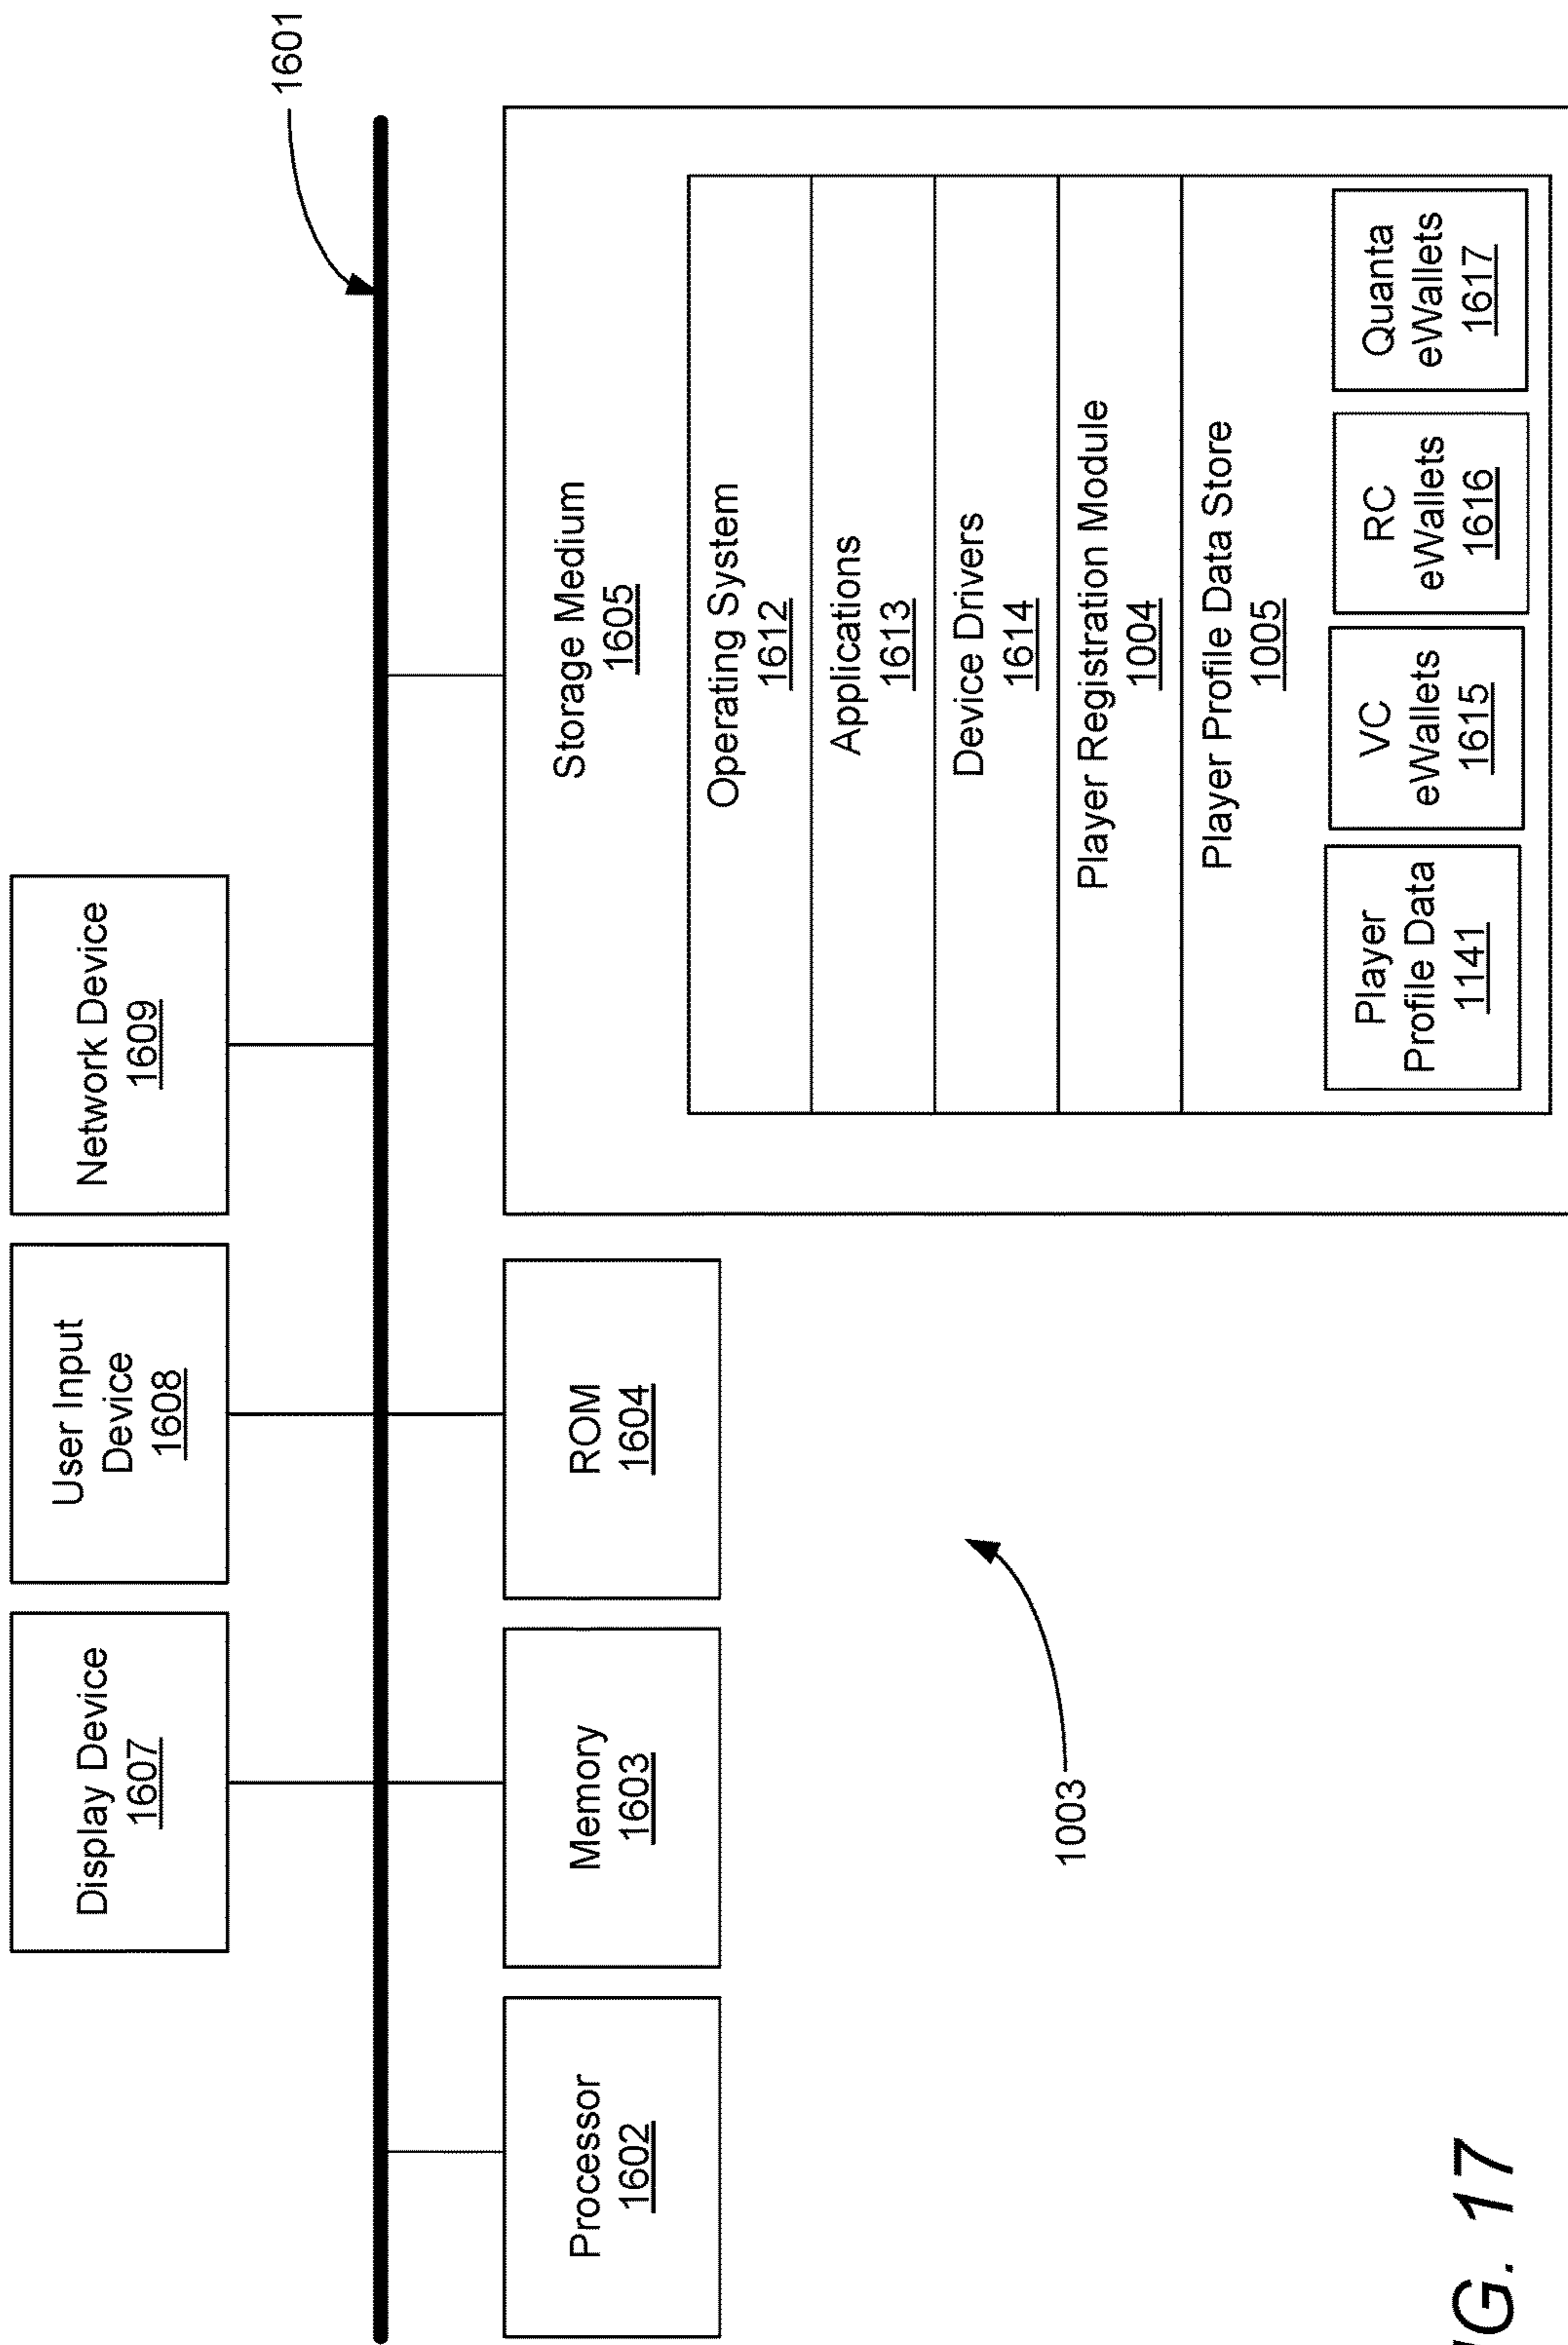 Display Device
1607
User Input
Device
1608
Network Device
1609
1601
Processor
1602
Memory
1603
ROM
1604
Storage Medium
1605
Operating System
1612
Applications
1613
Device Drivers
1614
Player Registration Module
1004
Player Profile Data Store
1005
Player
Profile Data
1141
VC
eWallets
1615
RC
eWallets
1616
Quanta
eWallets
1617
1003
IG. 17